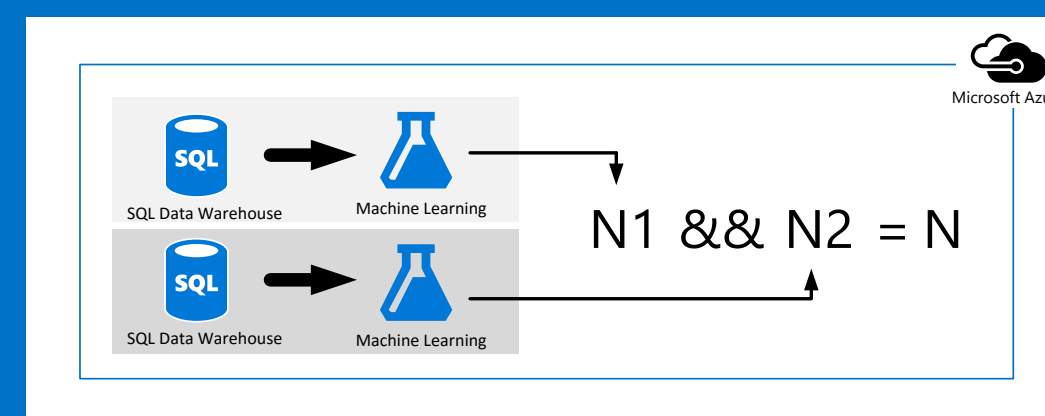 Microsoft Azu
SQL
SQL Data Warehouse
Machine Learning
N1 && N2 = N
SQL
SQL Data Warehouse
Machine Learning